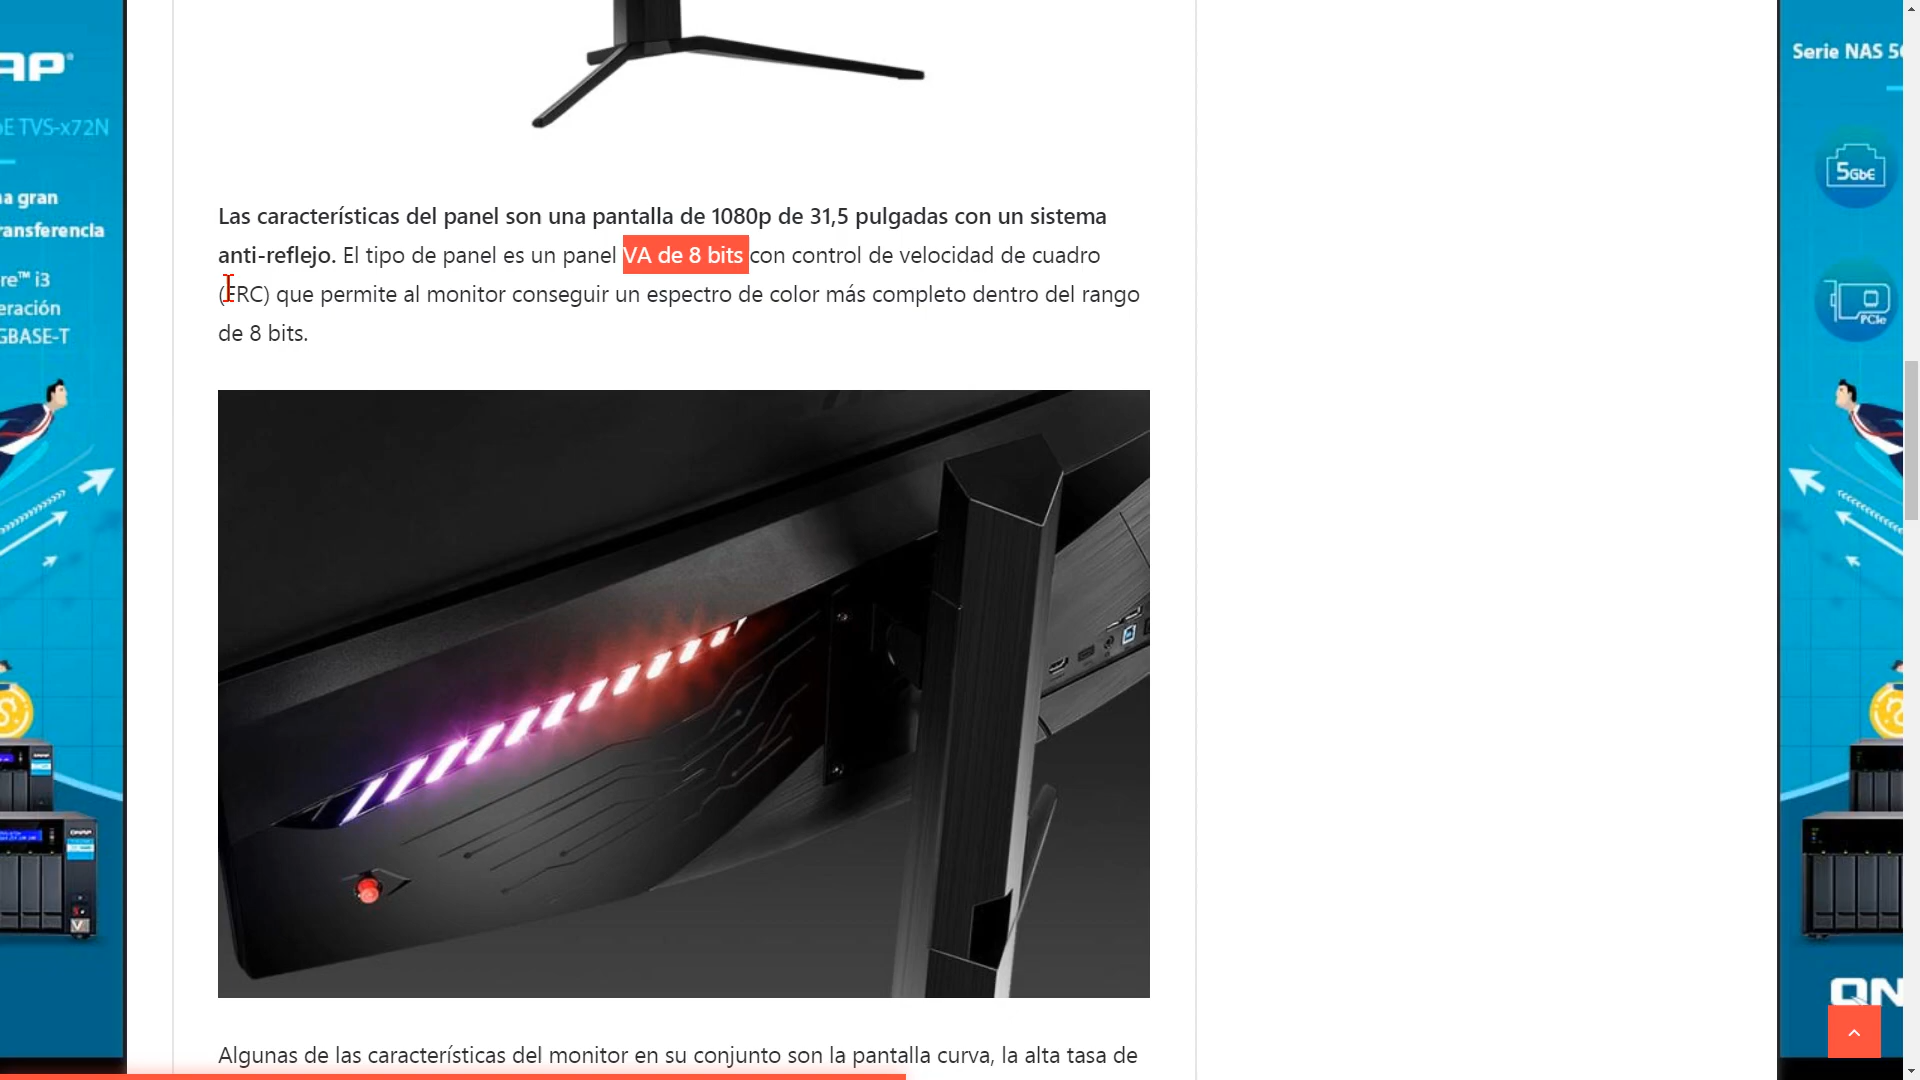 AP
E TVS-x72N
a gran
ransferencia
re™ i3
eración
GBASE-T
Las características del panel son una pantalla de 1080p de 31,5 pulgadas con un sistema
anti-reflejo. El tipo de panel es un panel VA de 8 bits con control de velocidad de cuadro
(FRC) que permite al monitor conseguir un espectro de color más completo dentro del rango
de 8 bits.
Algunas de las características del monitor en su conjunto son la pantalla curva, la alta tasa de
Serie NAS 5
5GbE
PCIe
QN